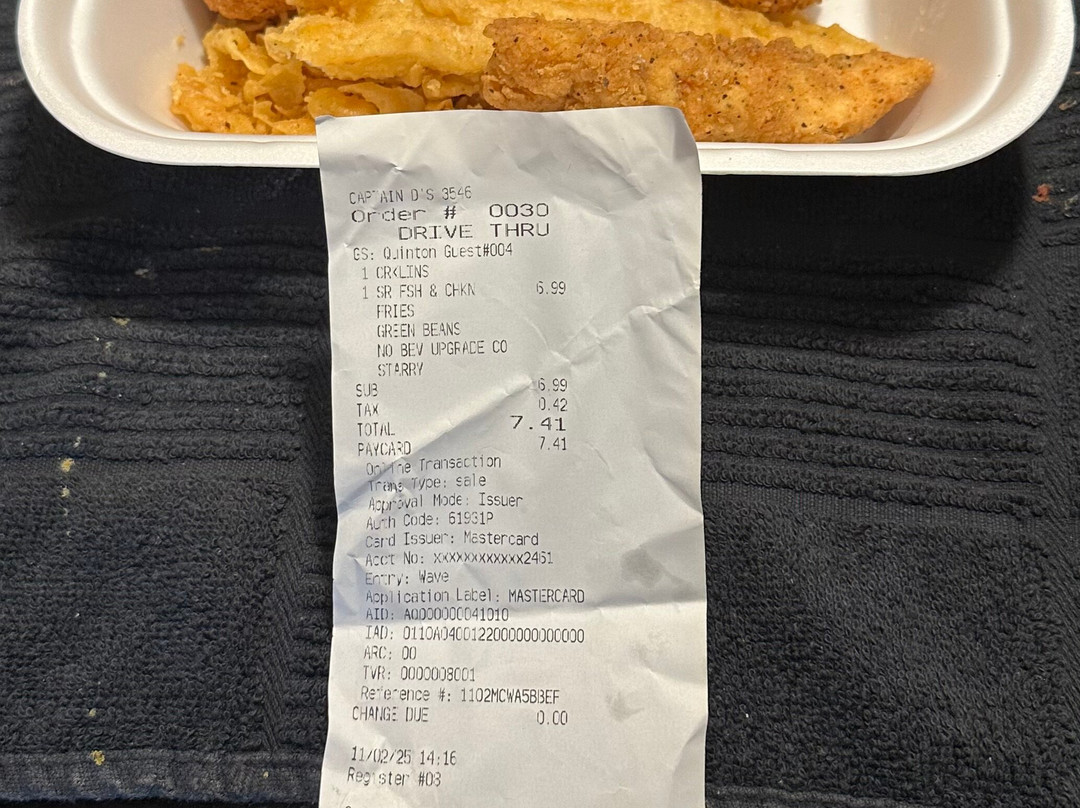 CAPTAIN D'S 3546
Order # 0030
DRIVE THRU
GS: Quinton Guest#004
1 CRKLINS
1 SR FSH & CHKN 6.99
FRIES
GREEN BEANS
NO BEV UPGRADE CO
STARRY
SUB 6.99
TAX 0.42
TOTAL 7.41
PAYCARD 7.41
Online Transaction
Trans Type: sale
Approval Mode: Issuer
Auth Code: 61931P
Card Issuer: Mastercard
Acct No: xxxxxxxxxxxx2461
Entry: Wave
Application Label: MASTERCARD
AID: A0000000041010
IAD: 0110A0400122000000000000
ARC: 00
TVR: 0000008001
Reference #: 1102MCWA5B3EF
CHANGE DUE 0.00
11/02/25 14:16
Register #03